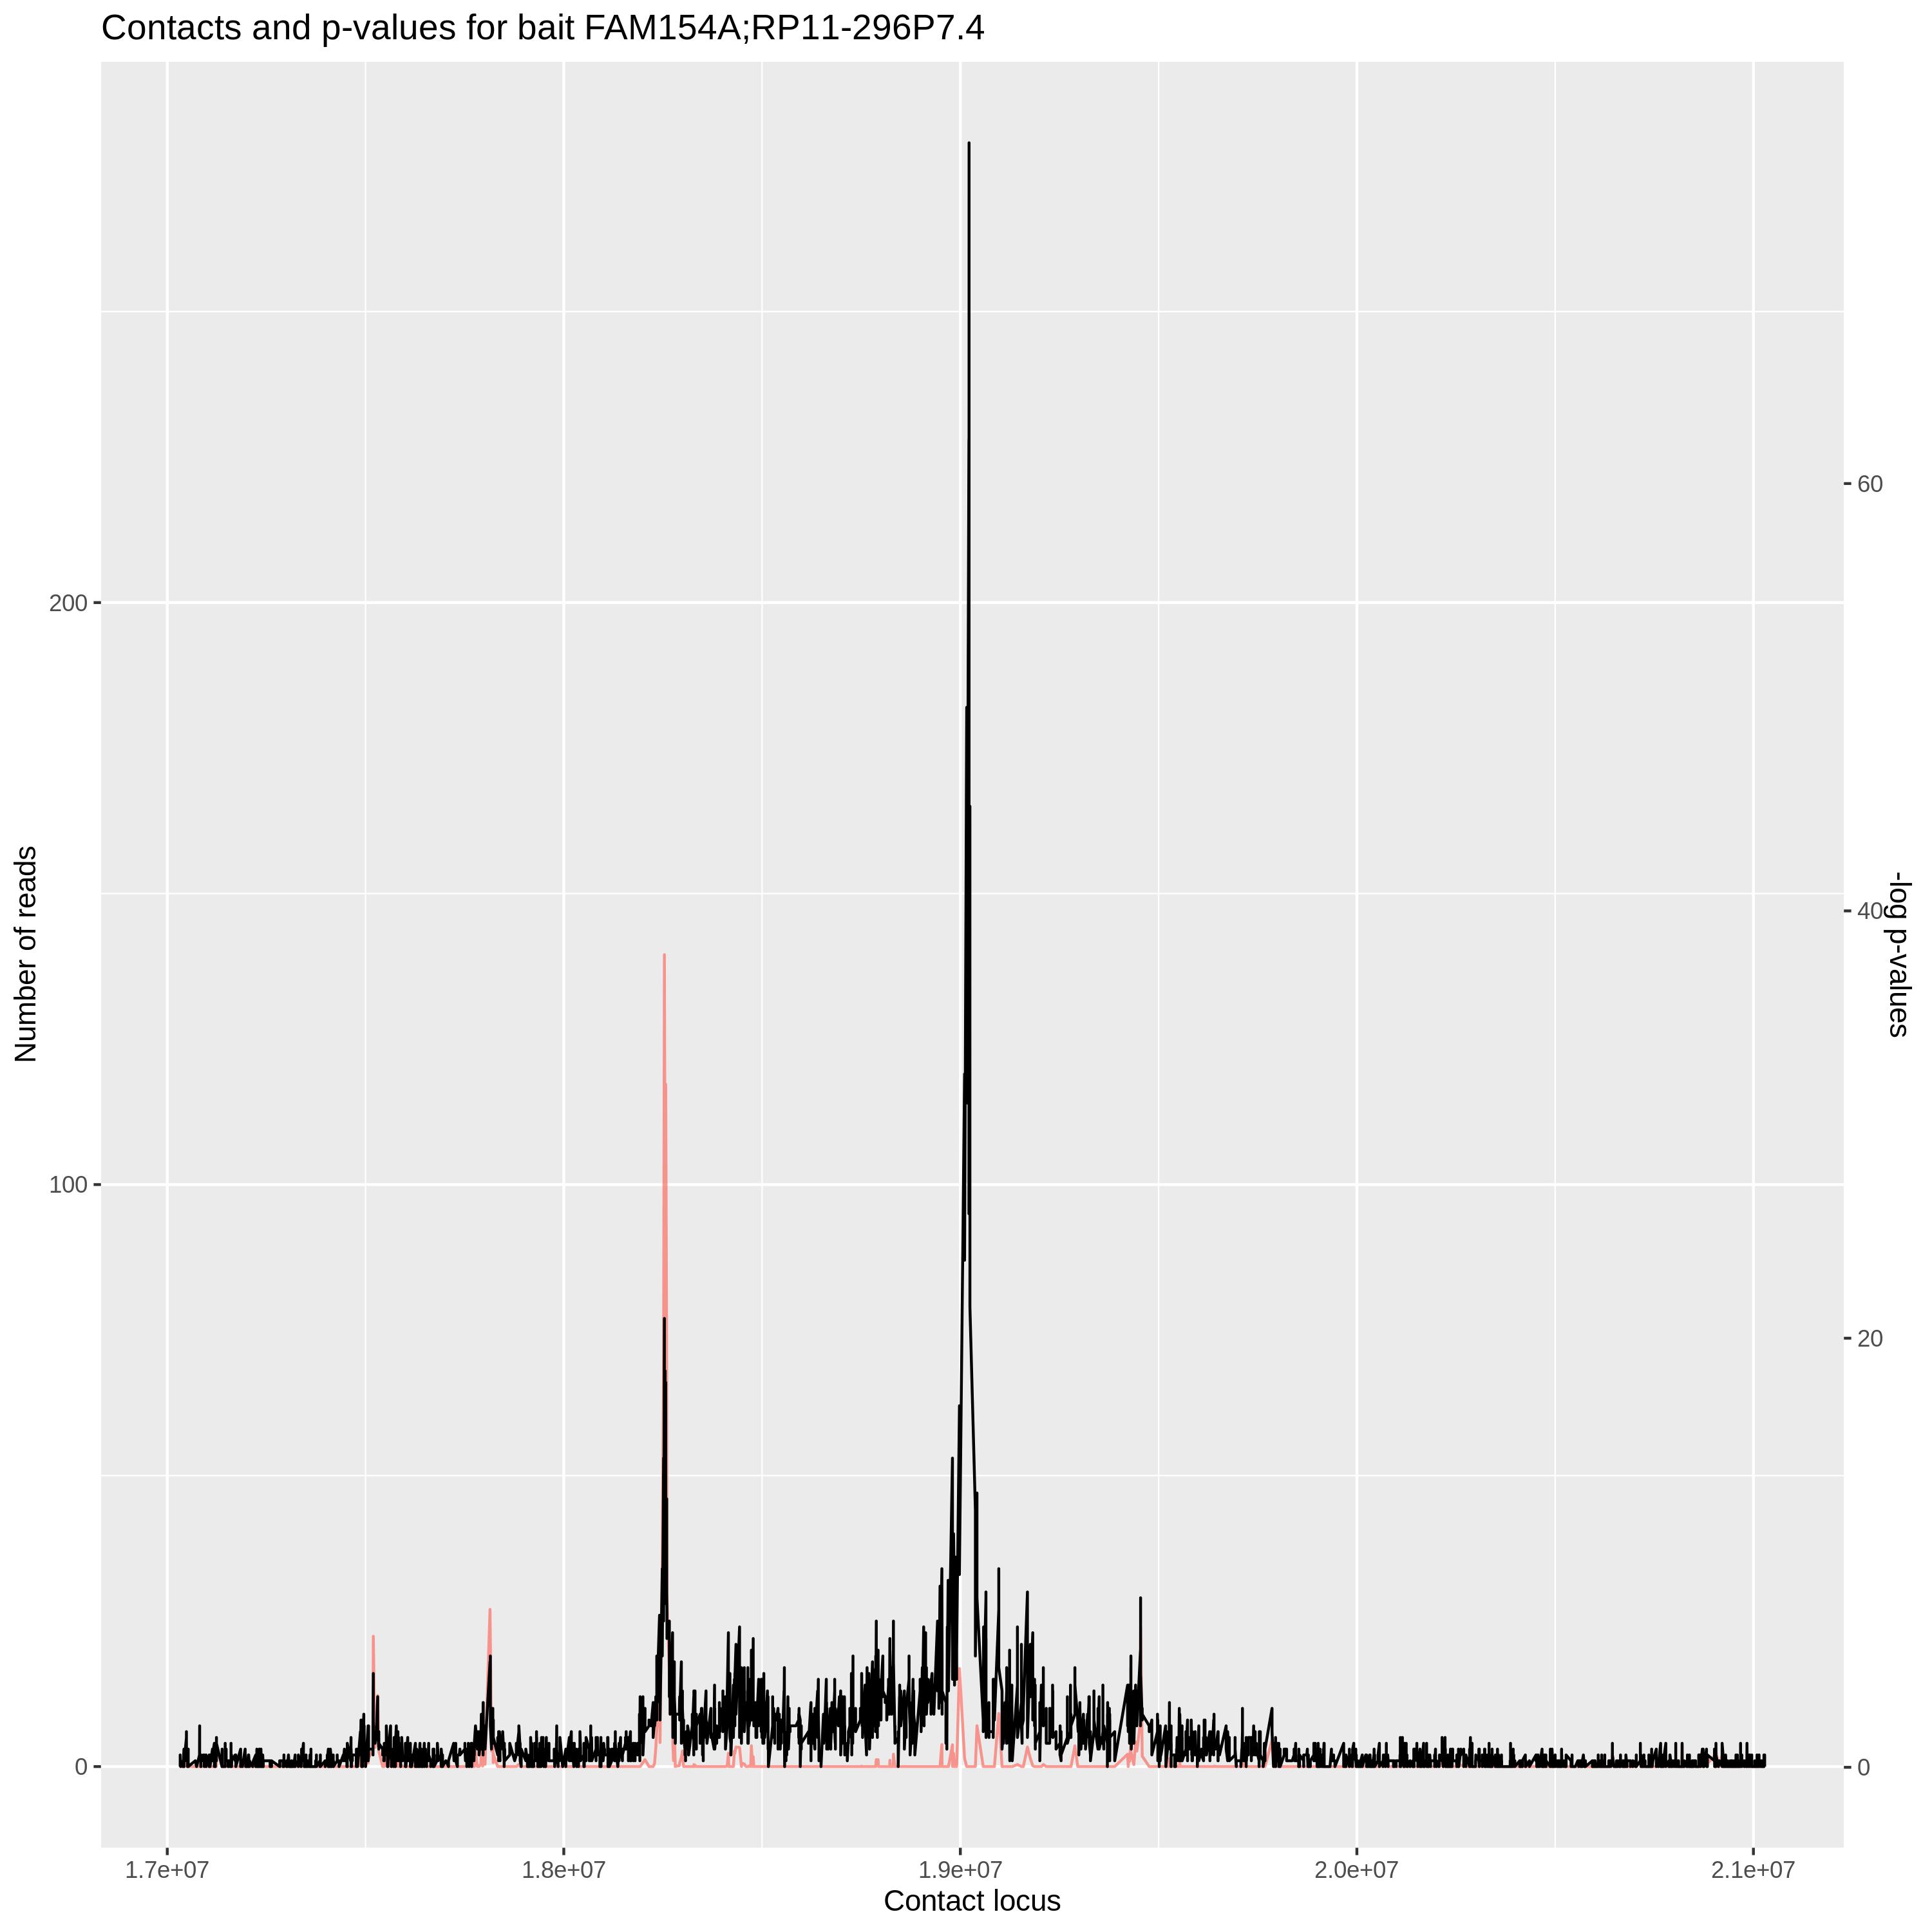 Contacts and p-values for bait FAM154A;RP11-296P7.4
Number of reads
200
100
0
60
40
20
0
-log p-values
1.7e+07 1.8e+07 1.9e+07 2.0e+07 2.1e+07
Contact locus